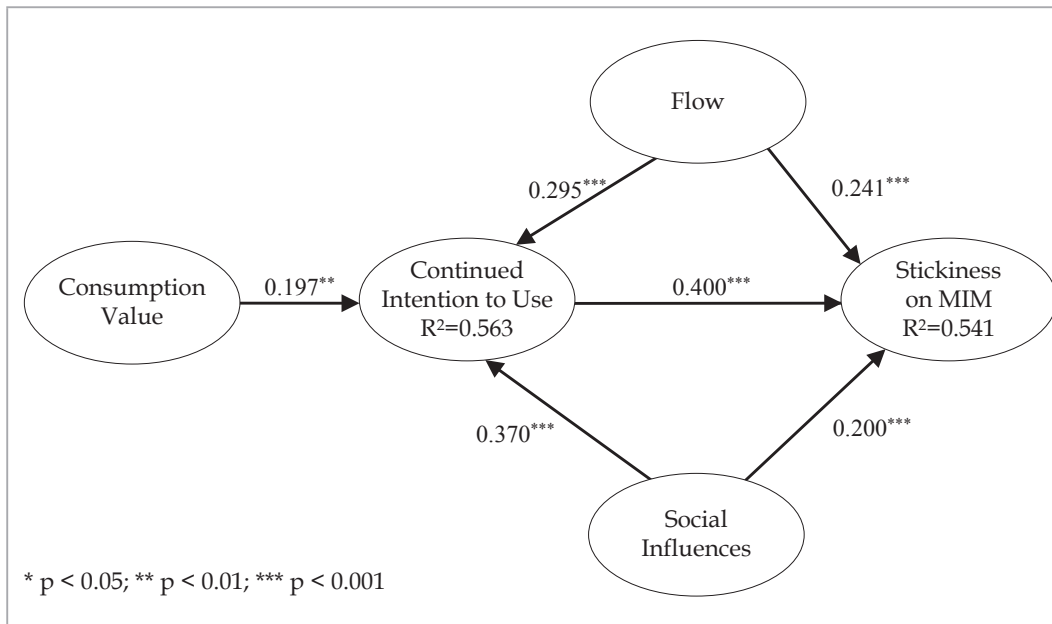 Flow
0.295***
0.241***
Consumption
Value
0.197**
Continued
Intention to Use
R²=0.563
0.400***
Stickiness
on MIM
R²=0.541
0.370***
0.200***
Social
Influences
* p < 0.05; ** p < 0.01; *** p < 0.001